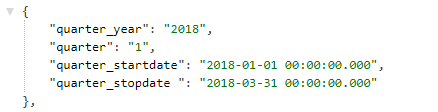 {
"quarter_year": "2018",
"quarter": "1",
"quarter_startdate": "2018-01-01 00:00:00.000",
"quarter_stopdate ": "2018-03-31 00:00:00.000"
},